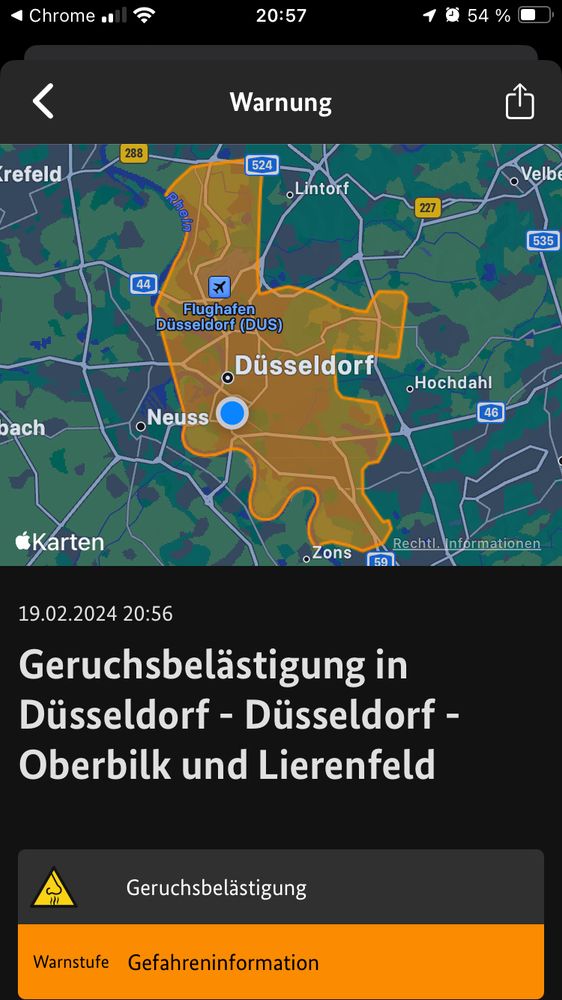 ◀ Chrome
20:57
54 %
Warnung
288
524
Krefeld
Lintorf
Velbe
227
Rhein
535
44
Flughafen
Düsseldorf (DUS)
Düsseldorf
Hochdahl
Neuss
46
bach
Karten
Rechtl. Informationen
Zons
59
19.02.2024 20:56
Geruchsbelästigung in
Düsseldorf - Düsseldorf -
Oberbilk und Lierenfeld
Geruchsbelästigung
Warnstufe Gefahreninformation